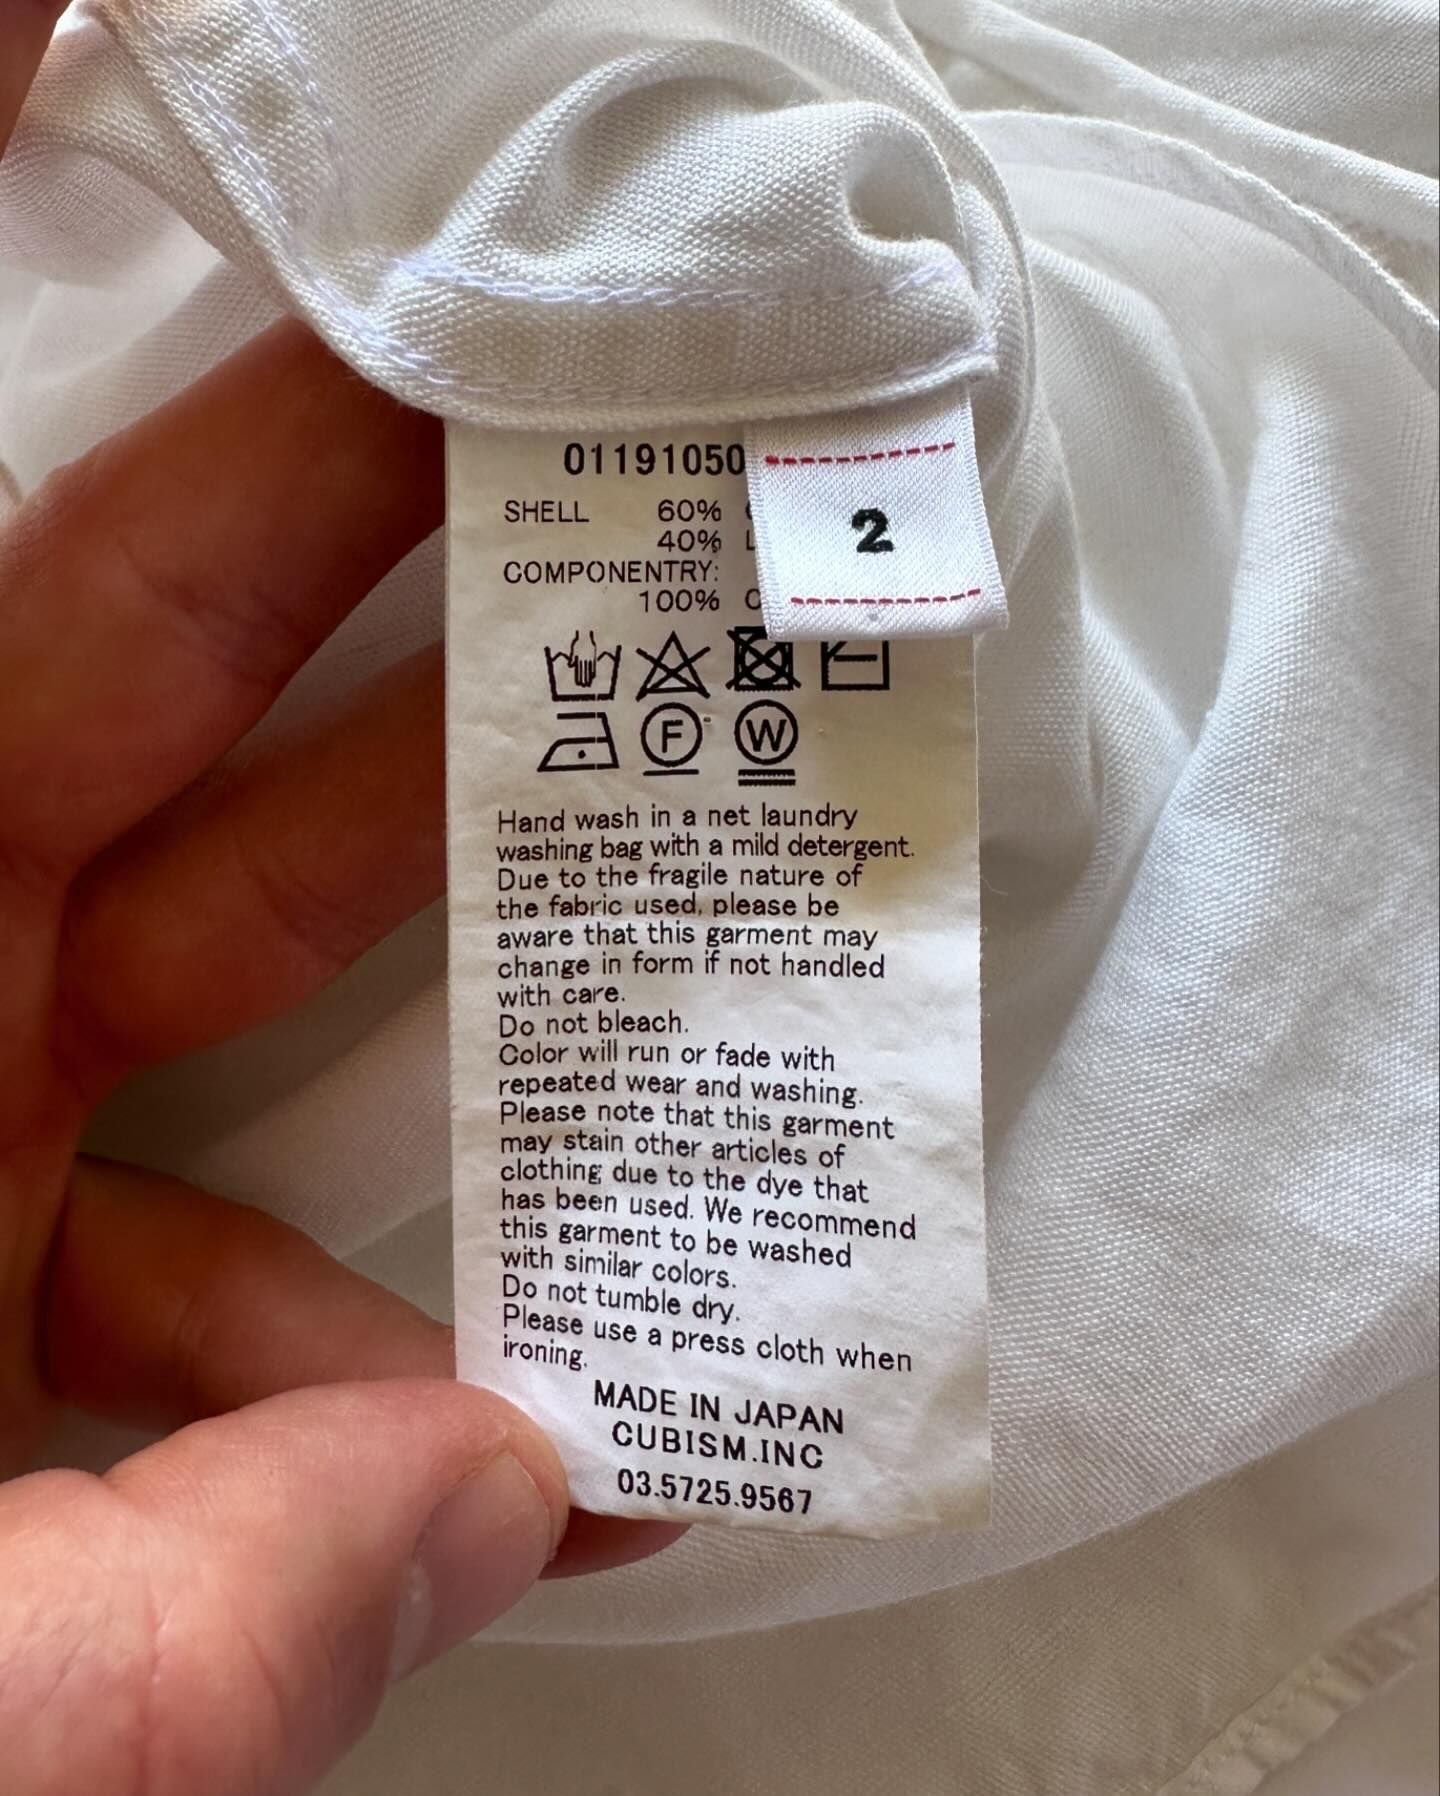 01191050
SHELL 60%
40%
COMPONENTRY:
100%
2
F
W
Hand wash in a net laundry
washing bag with a mild detergent.
Due to the fragile nature of
the fabric used, please be
aware that this garment may
change in form if not handled
with care.
Do not bleach.
Color will run or fade with
repeated wear and washing.
Please note that this garment
may stain other articles of
clothing due to the dye that
has been used. We recommend
this garment to be washed
with similar colors.
Do not tumble dry.
Please use a press cloth when
ironing.
MADE IN JAPAN
CUBISM.INC
03.5725.9567